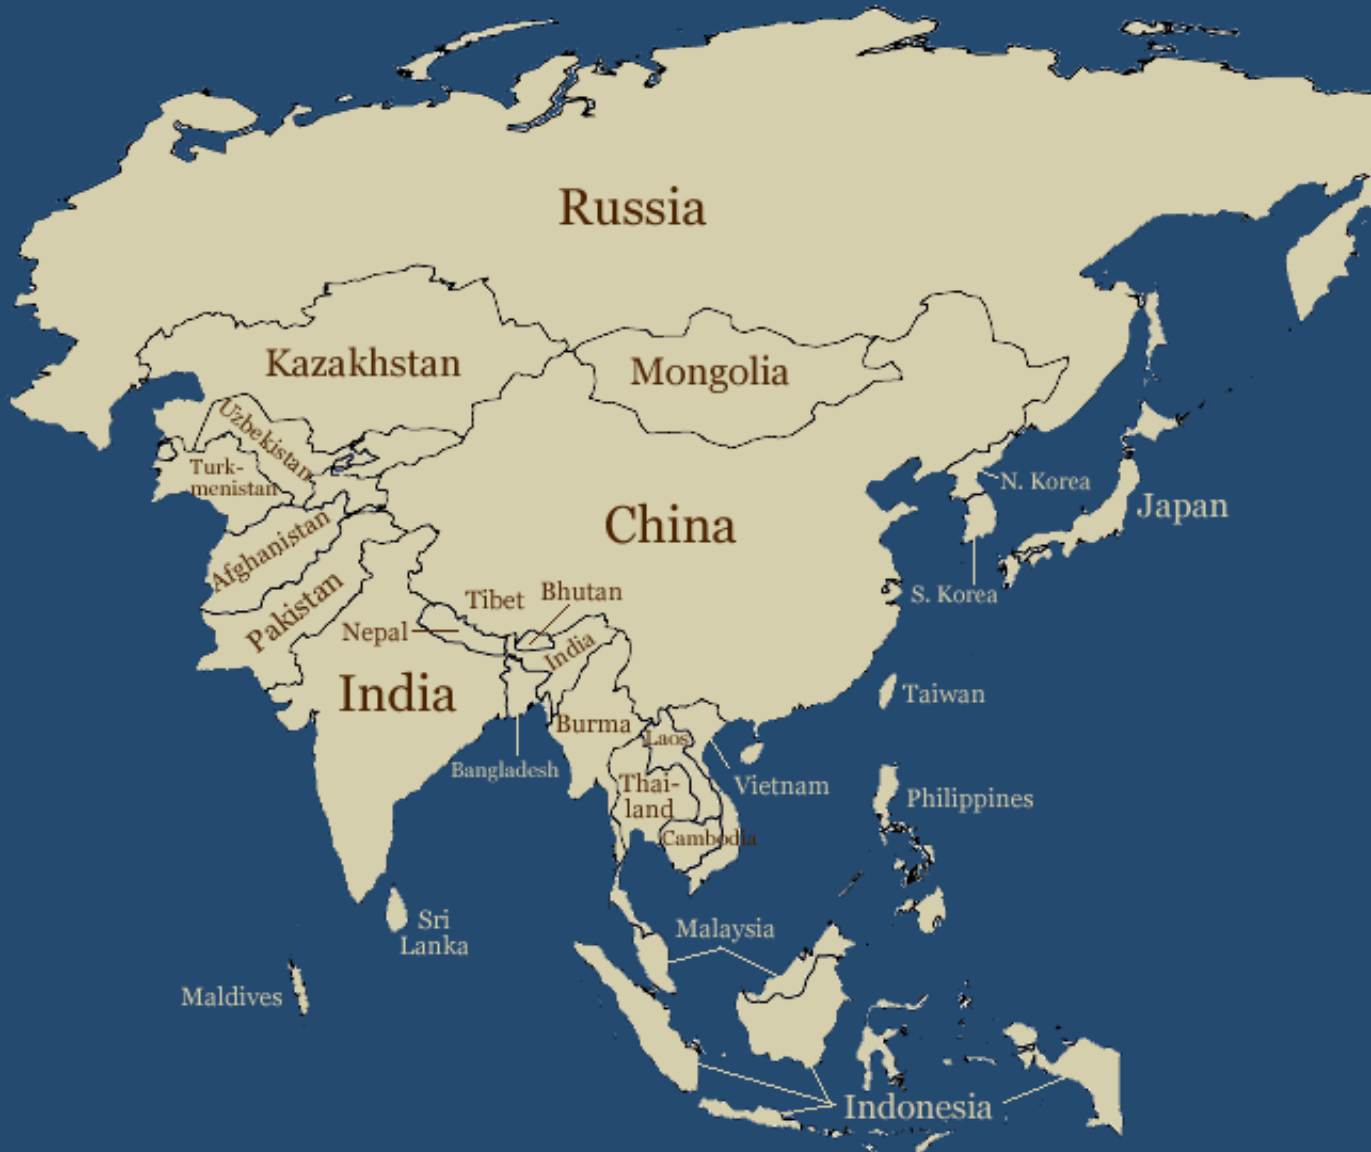 Russia
Kazakhstan
Mongolia
Uzbekistan
Turk-
menistan
N. Korea
Japan
China
Afghanistan
Pakistan
Tibet
Bhutan
S. Korea
Nepal
India
India
Taiwan
Burma
Laos
Bangladesh
Vietnam
Thai-
land
Philippines
Cambodia
Sri
Lanka
Malaysia
Maldives
Indonesia